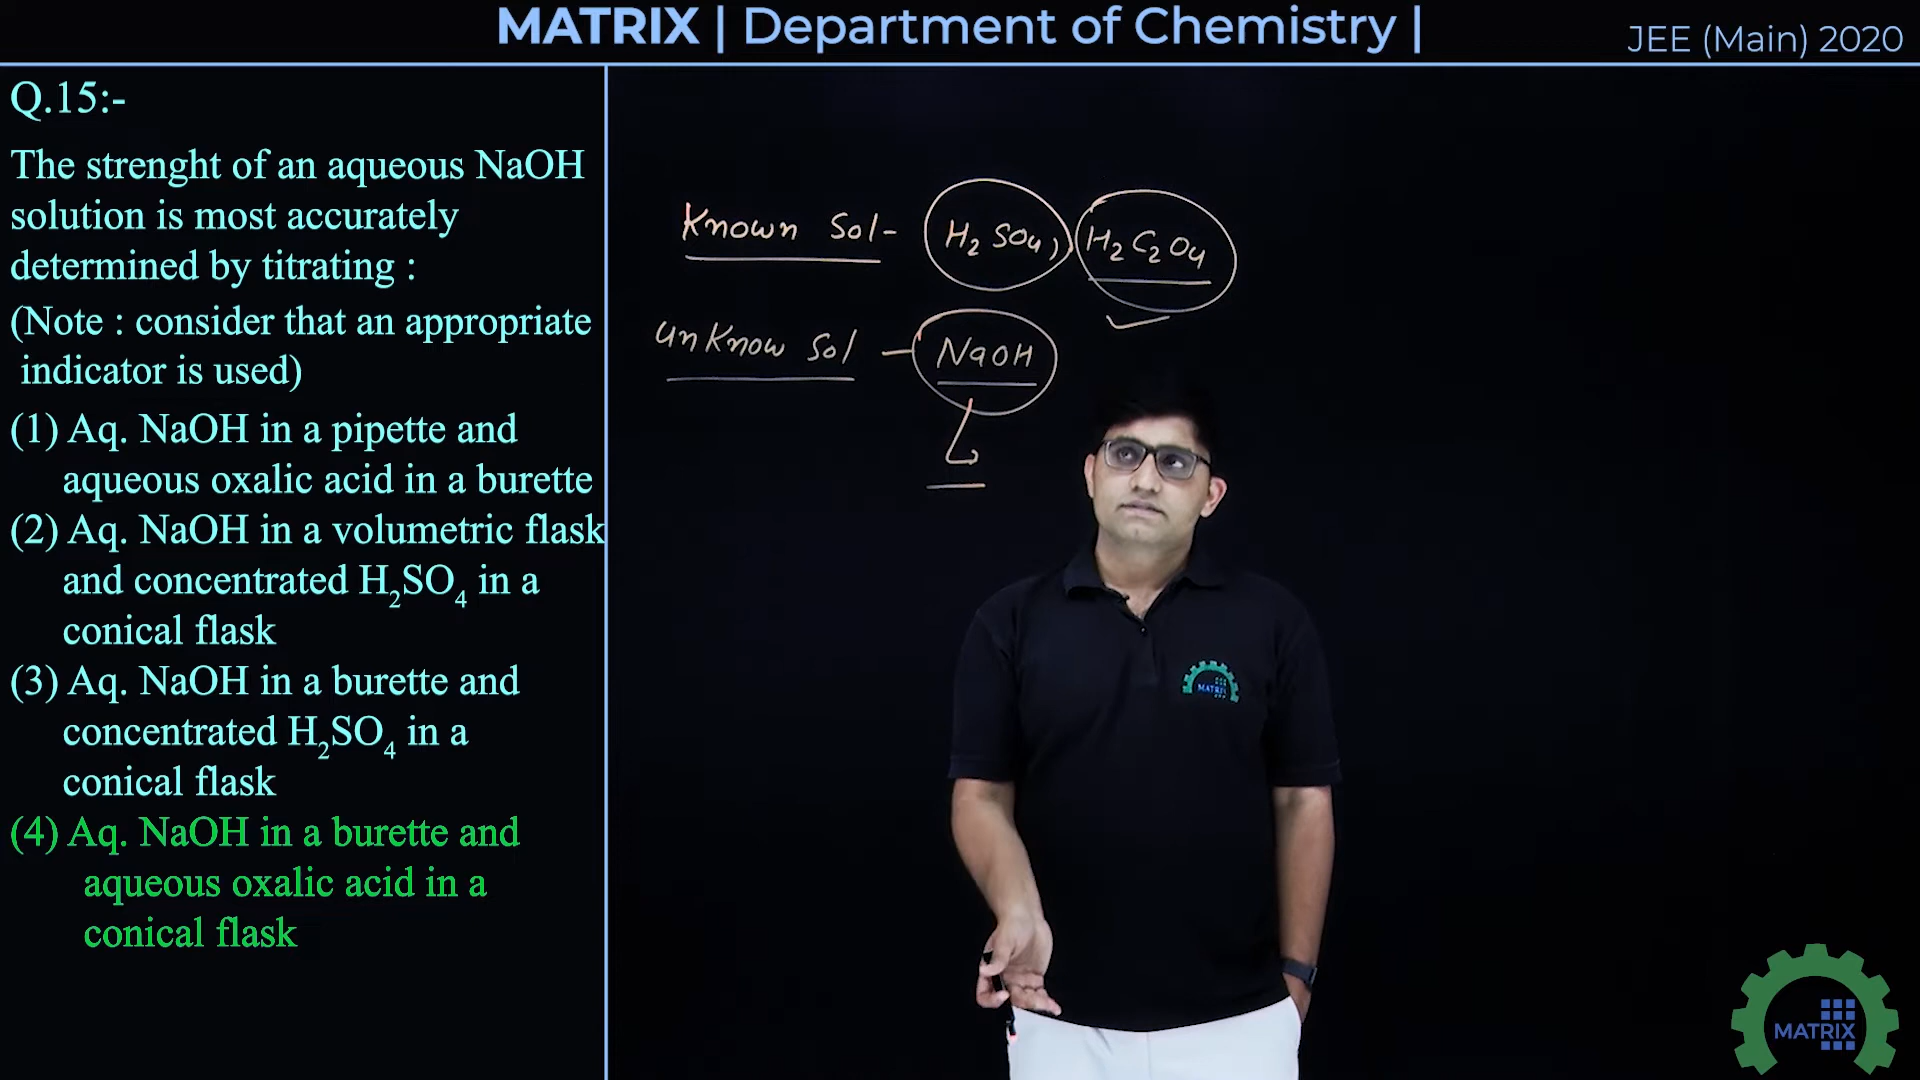 MATRIX | Department of Chemistry |
JEE (Main) 2020
Q.15:-
The strenght of an aqueous NaOH
solution is most accurately
determined by titrating :
(Note : consider that an appropriate
indicator is used)
(1) Aq. NaOH in a pipette and
aqueous oxalic acid in a burette
(2) Aq. NaOH in a volumetric flask
and concentrated H₂SO₄ in a
conical flask
(3) Aq. NaOH in a burette and
concentrated H₂SO₄ in a
conical flask
(4) Aq. NaOH in a burette and
aqueous oxalic acid in a
conical flask
Known Sol- H₂SO₄, H₂C₂O₄
unKnow Sol - NaOH
MATRIX
MATRIX